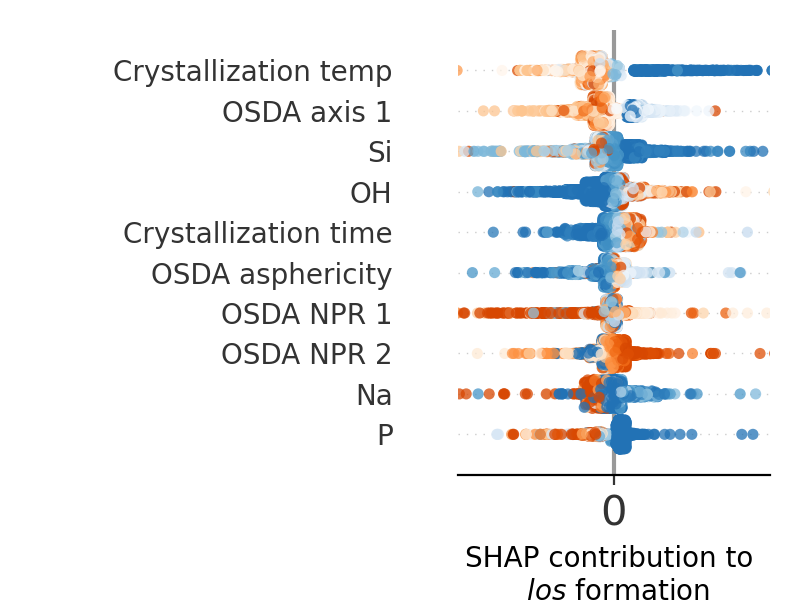 Crystallization temp
OSDA axis 1
Si
OH
Crystallization time
OSDA asphericity
OSDA NPR 1
OSDA NPR 2
Na
P
0
SHAP contribution to
los formation